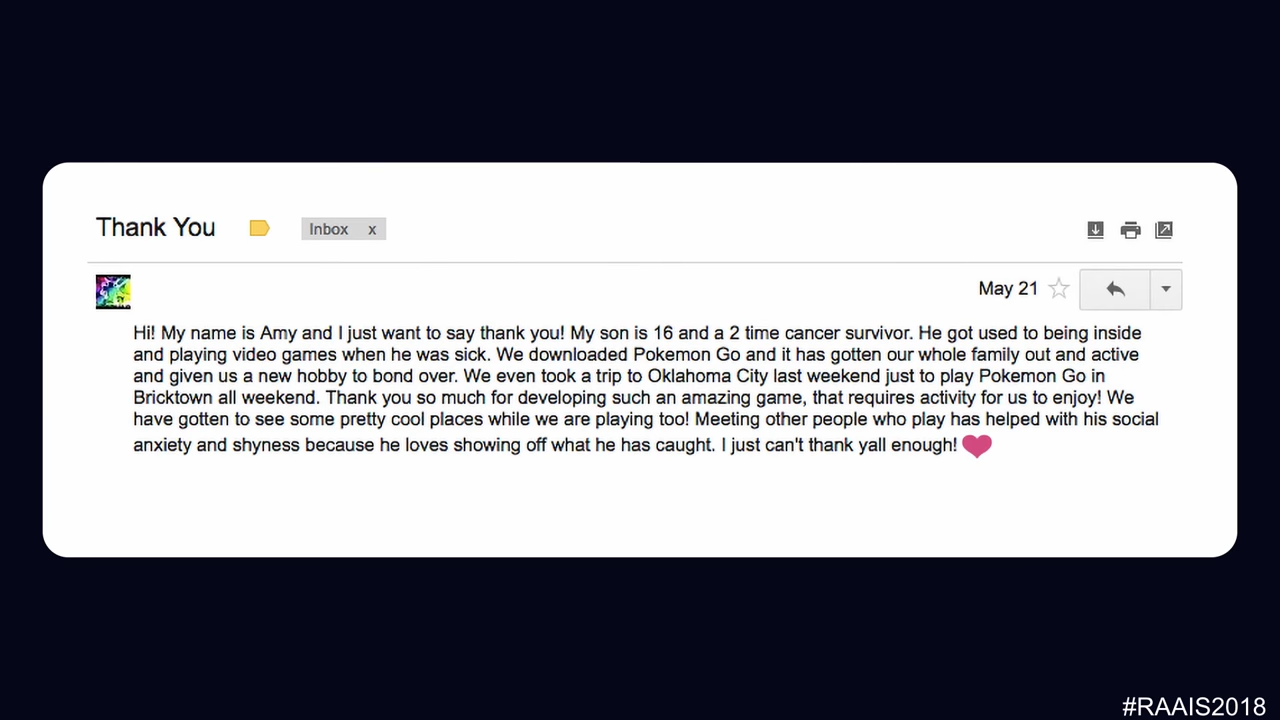 Thank You
Inbox x
May 21
Hi! My name is Amy and I just want to say thank you! My son is 16 and a 2 time cancer survivor. He got used to being inside
and playing video games when he was sick. We downloaded Pokemon Go and it has gotten our whole family out and active
and given us a new hobby to bond over. We even took a trip to Oklahoma City last weekend just to play Pokemon Go in
Bricktown all weekend. Thank you so much for developing such an amazing game, that requires activity for us to enjoy! We
have gotten to see some pretty cool places while we are playing too! Meeting other people who play has helped with his social
anxiety and shyness because he loves showing off what he has caught. I just can't thank yall enough!
#RAAIS2018